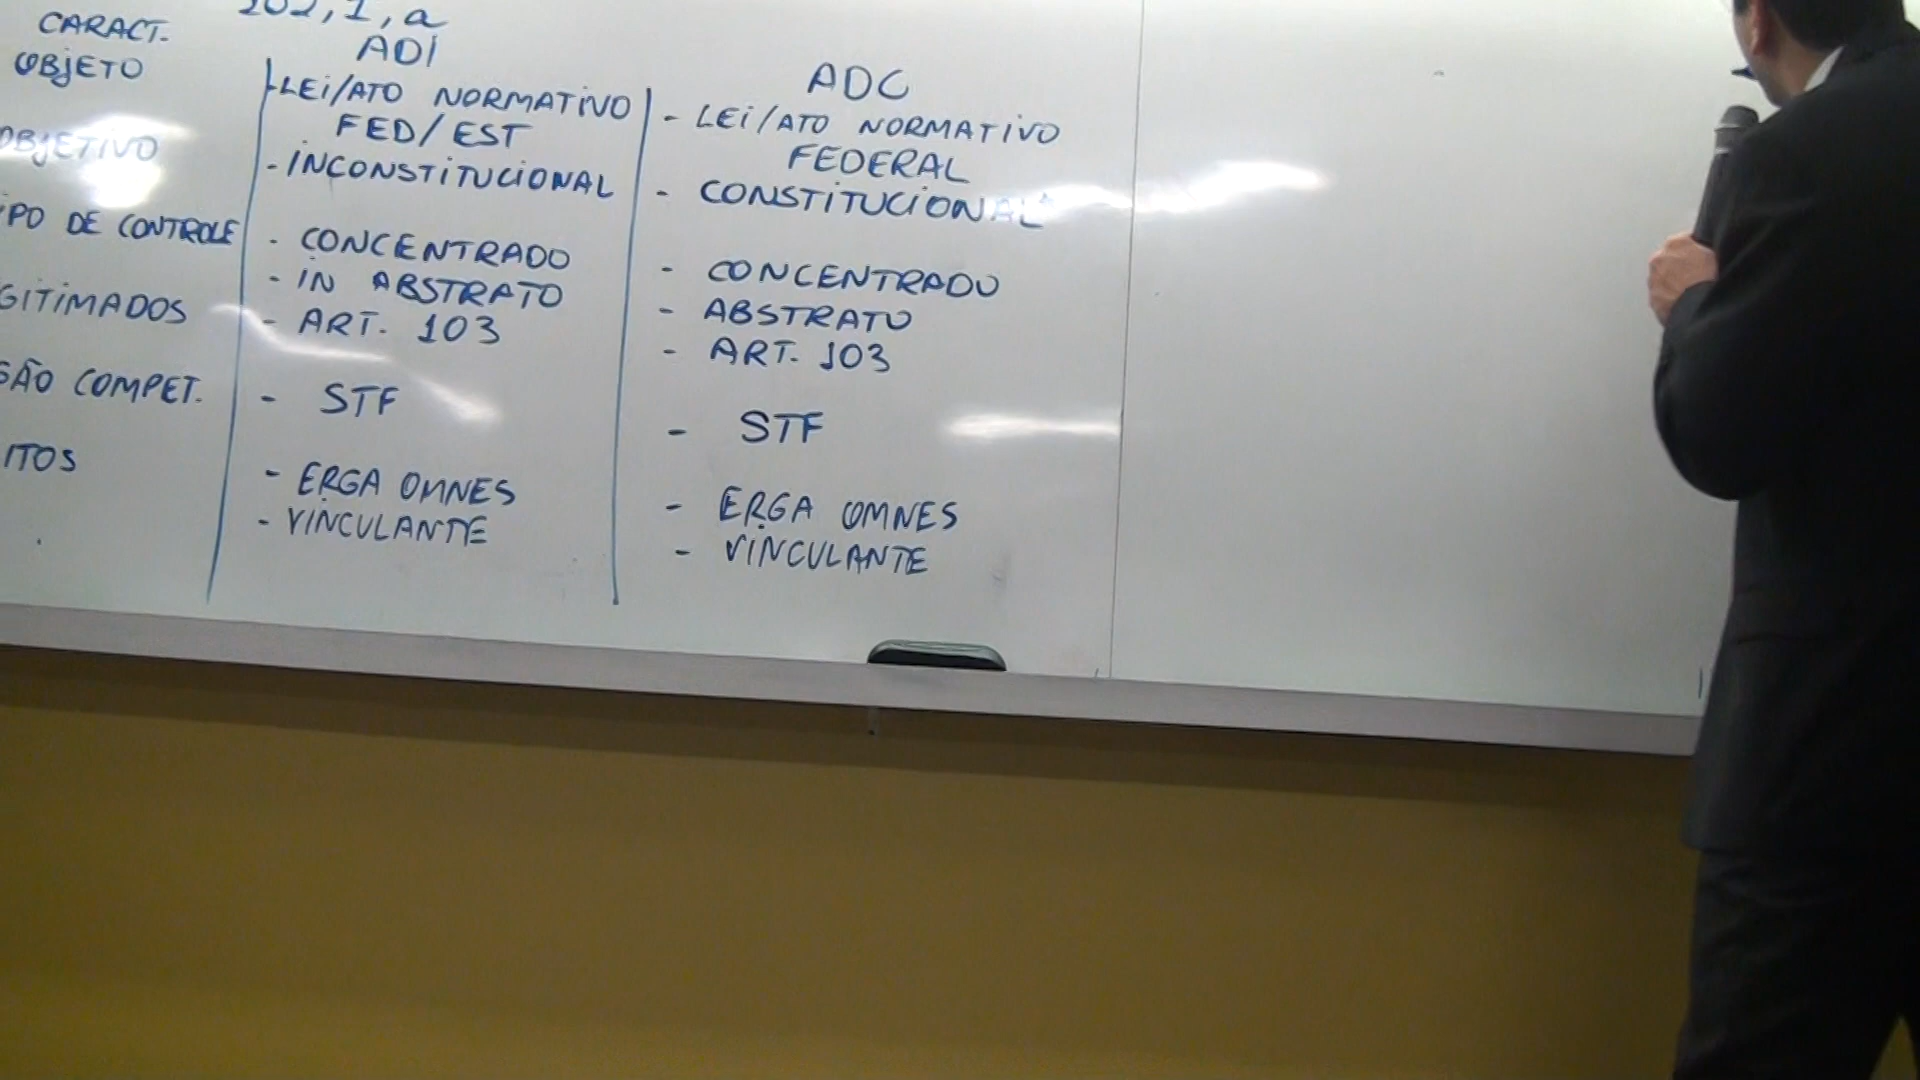 102, I, a
CARACT. ADI ADC
OBJETO - LEI/ATO NORMATIVO - LEI/ATO NORMATIVO
FED/EST FEDERAL
OBJETIVO - INCONSTITUCIONAL - CONSTITUCIONAL
IPO DE CONTROLE - CONCENTRADO - CONCENTRADO
- IN ABSTRATO - ABSTRATO
GITIMADOS - ART. 103 - ART. 103
SÃO COMPET. - STF - STF
ITOS - ERGA OMNES - ERGA OMNES
- VINCULANTE - VINCULANTE